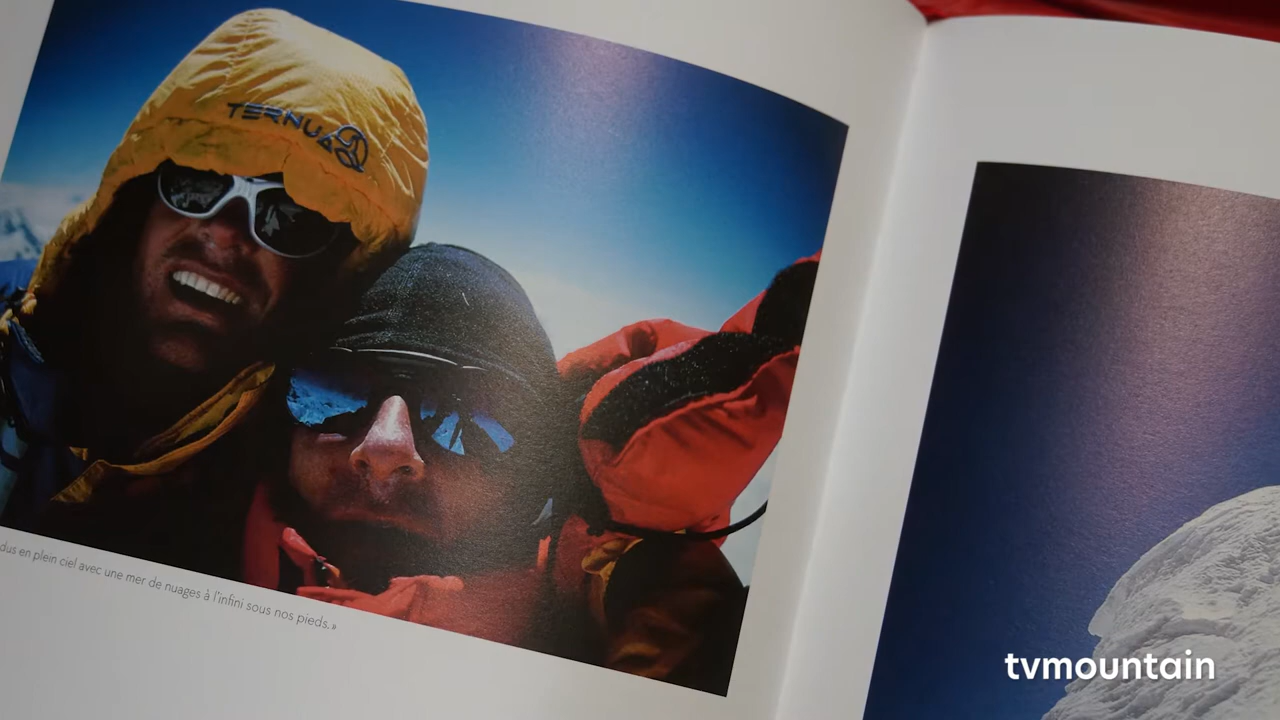 TERNUA
dus en plein ciel avec une mer de nuages à l'infini sous nos pieds. »
tvmountain